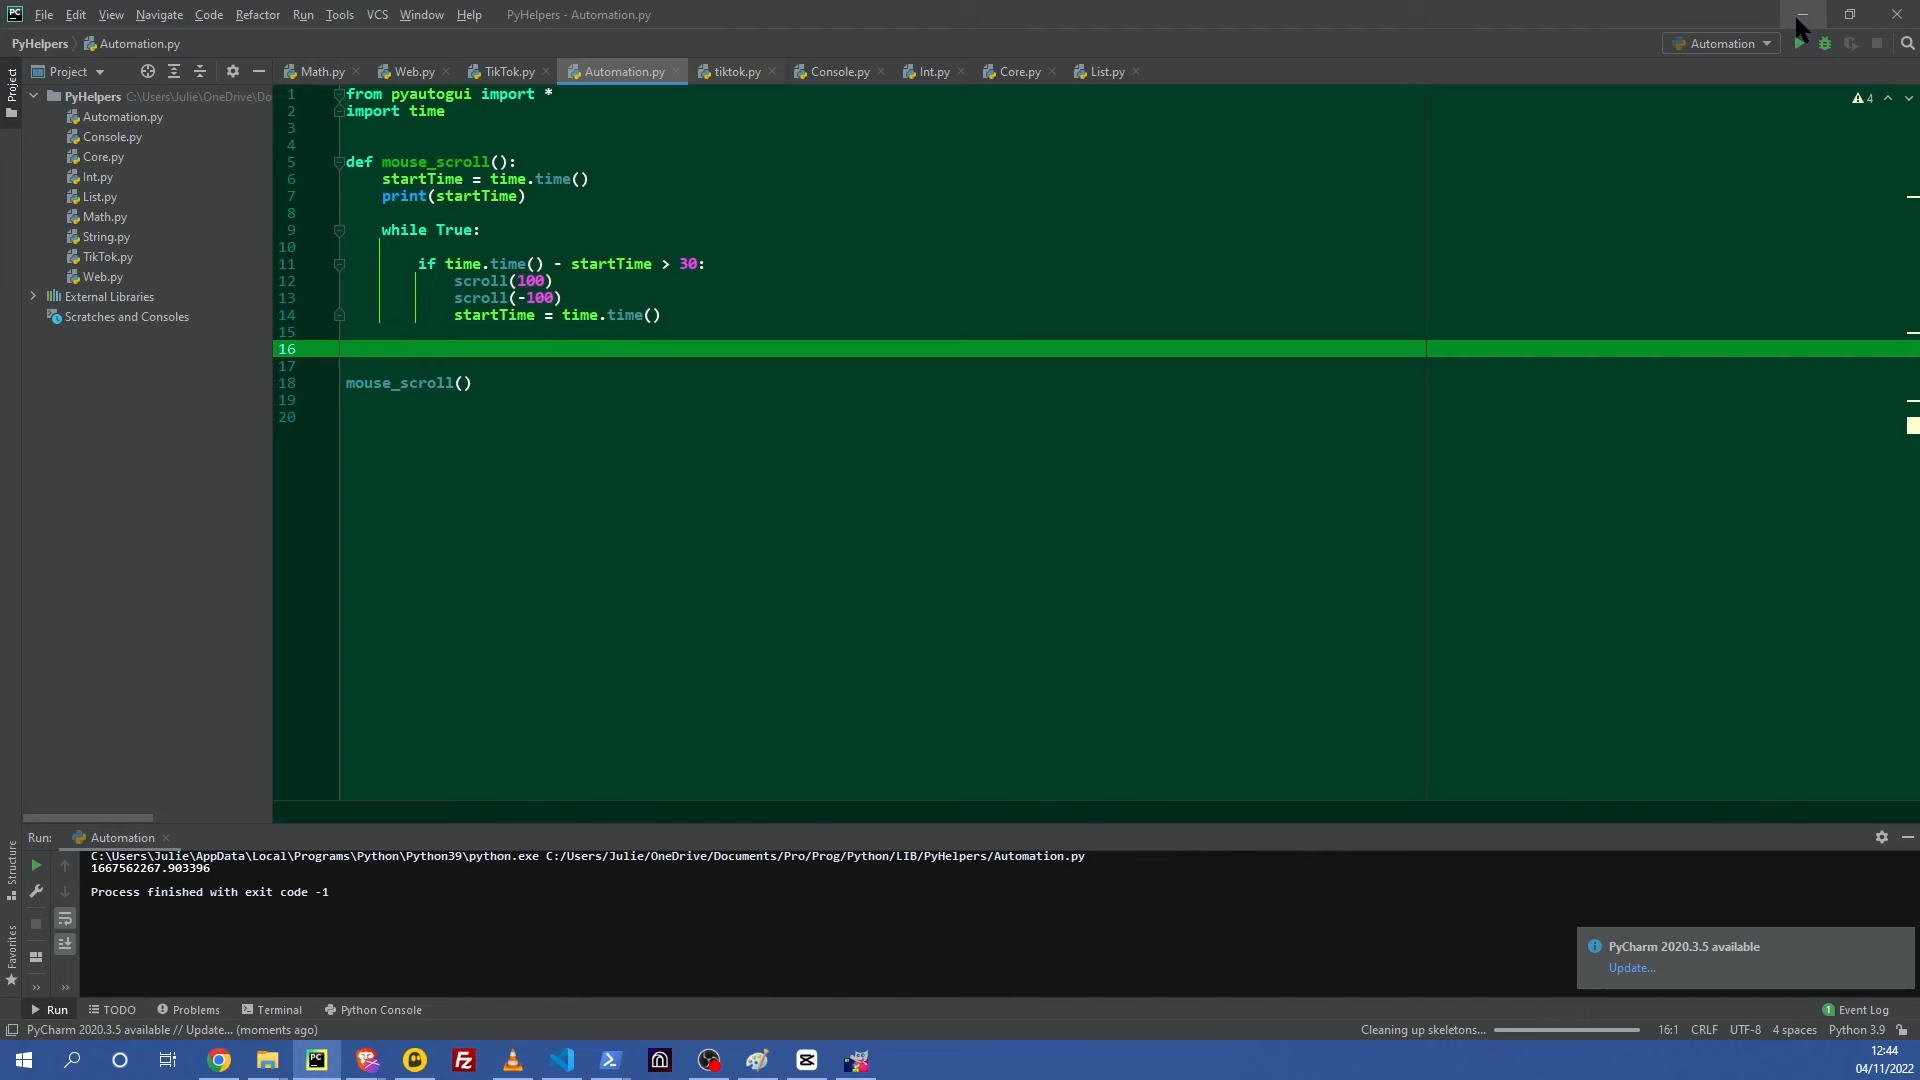 PC File Edit View Navigate Code Refactor Run Tools VCS Window Help PyHelpers - Automation.py
PyHelpers Automation.py Automation
Project Project Math.py Web.py TikTok.py Automation.py tiktok.py Console.py Int.py Core.py List.py
PyHelpers C:\Users\Julie\OneDrive\Do
Automation.py
Console.py
Core.py
Int.py
List.py
Math.py
String.py
TikTok.py
Web.py
External Libraries
Scratches and Consoles
1 from pyautogui import *
2 import time
3
4
5 def mouse_scroll():
6 startTime = time.time()
7 print(startTime)
8
9 while True:
10
11 if time.time() - startTime > 30:
12 scroll(100)
13 scroll(-100)
14 startTime = time.time()
15
16
17
18 mouse_scroll()
19
20
4
Run: Automation
C:\Users\Julie\AppData\Local\Programs\Python\Python39\python.exe C:/Users/Julie/OneDrive/Documents/Pro/Prog/Python/LIB/PyHelpers/Automation.py
1667562267.903396
Process finished with exit code -1
Structure
Favorites
PyCharm 2020.3.5 available
Update...
Run TODO Problems Terminal Python Console 1 Event Log
PyCharm 2020.3.5 available // Update... (moments ago) Cleaning up skeletons... 16:1 CRLF UTF-8 4 spaces Python 3.9
PC Fz
12:44
04/11/2022